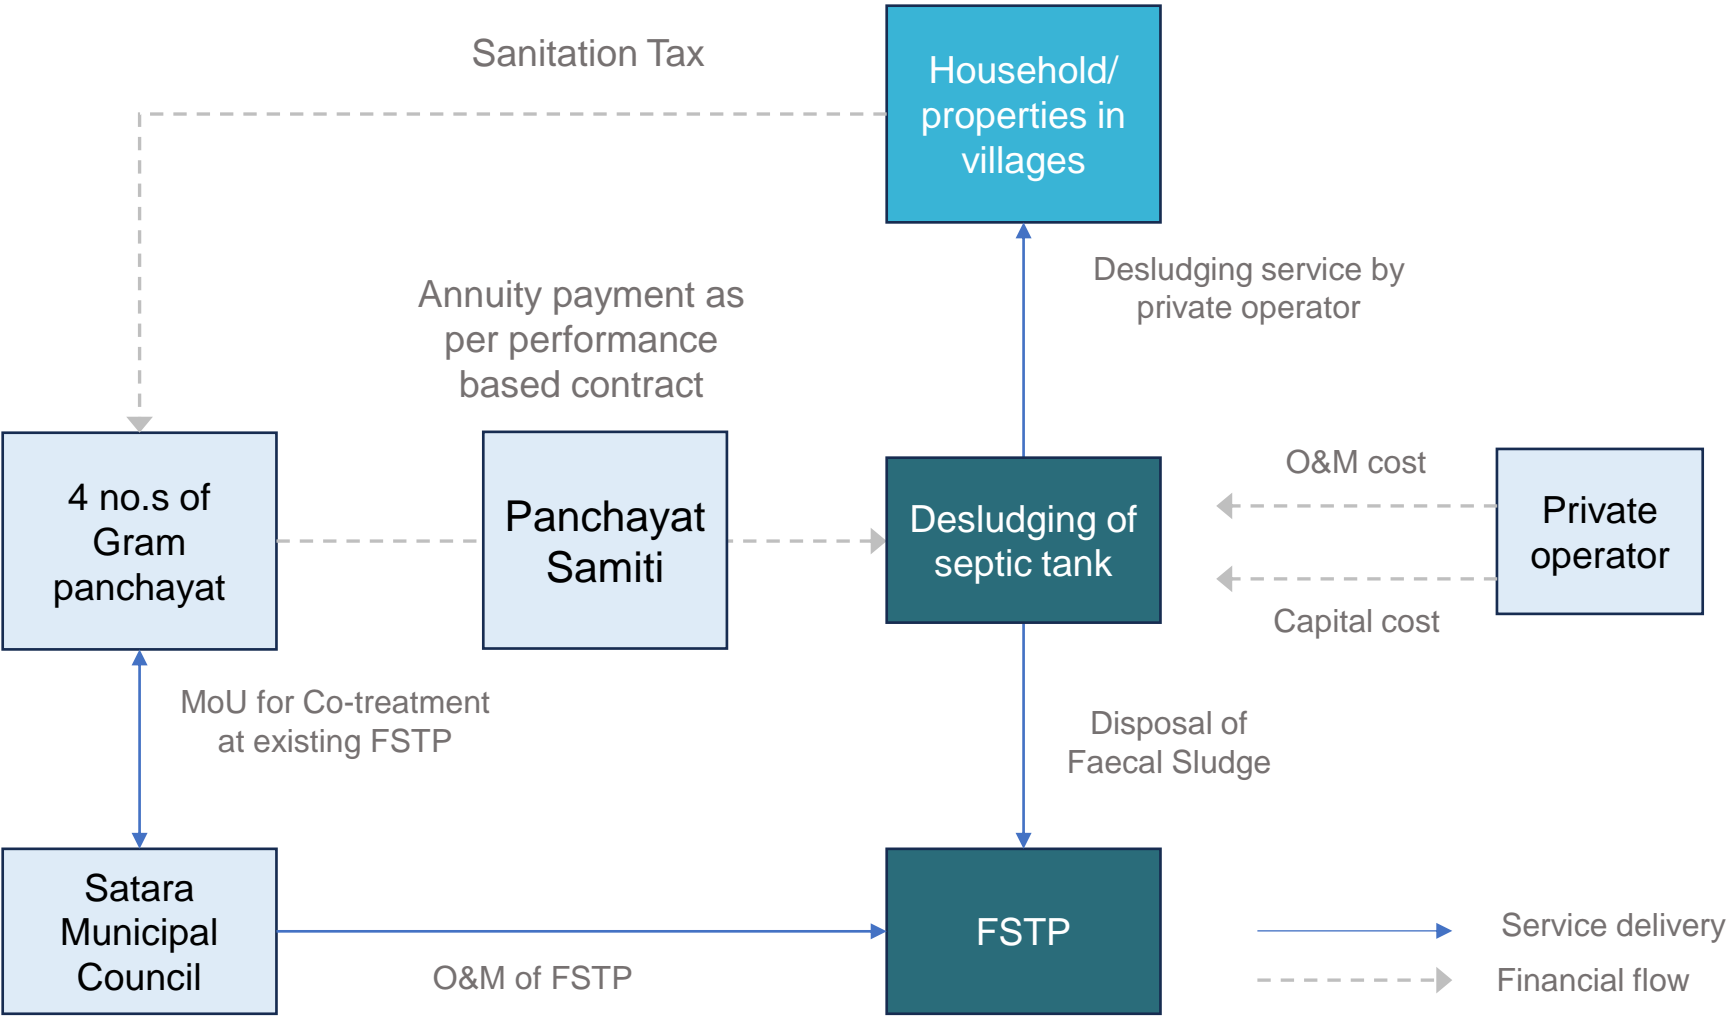 Sanitation Tax
Household/
properties in
villages
Desludging service by
private operator
Annuity payment as
per performance
based contract
4 no.s of
Gram
panchayat
Panchayat
Samiti
Desludging of
septic tank
O&M cost
Capital cost
Private
operator
MoU for Co-treatment
at existing FSTP
Disposal of
Faecal Sludge
Satara
Municipal
Council
O&M of FSTP
FSTP
Service delivery
Financial flow